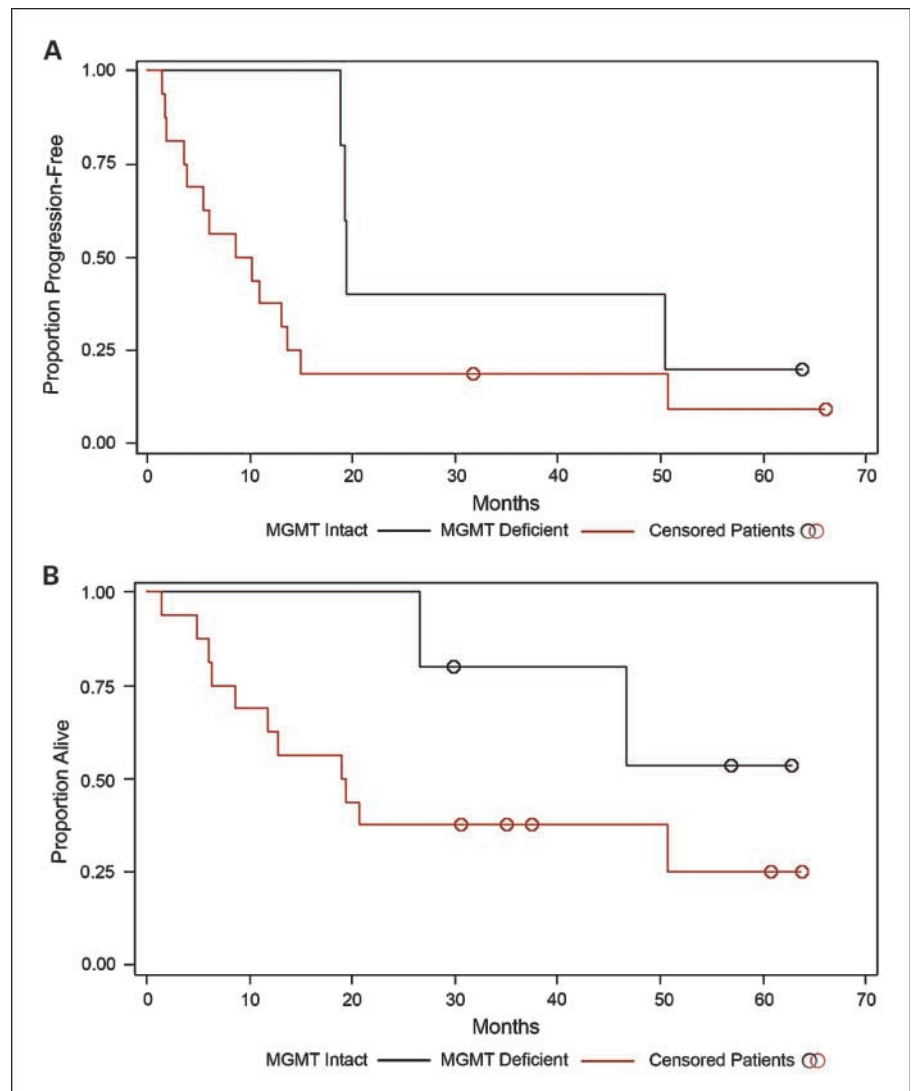 A
1.00
0.75
0.50
0.25
0.00
Proportion Progression-Free
0 10 20 30 40 50 60 70
Months
MGMT Intact MGMT Deficient Censored Patients
B
1.00
0.75
0.50
0.25
0.00
Proportion Alive
0 10 20 30 40 50 60 70
Months
MGMT Intact MGMT Deficient Censored Patients